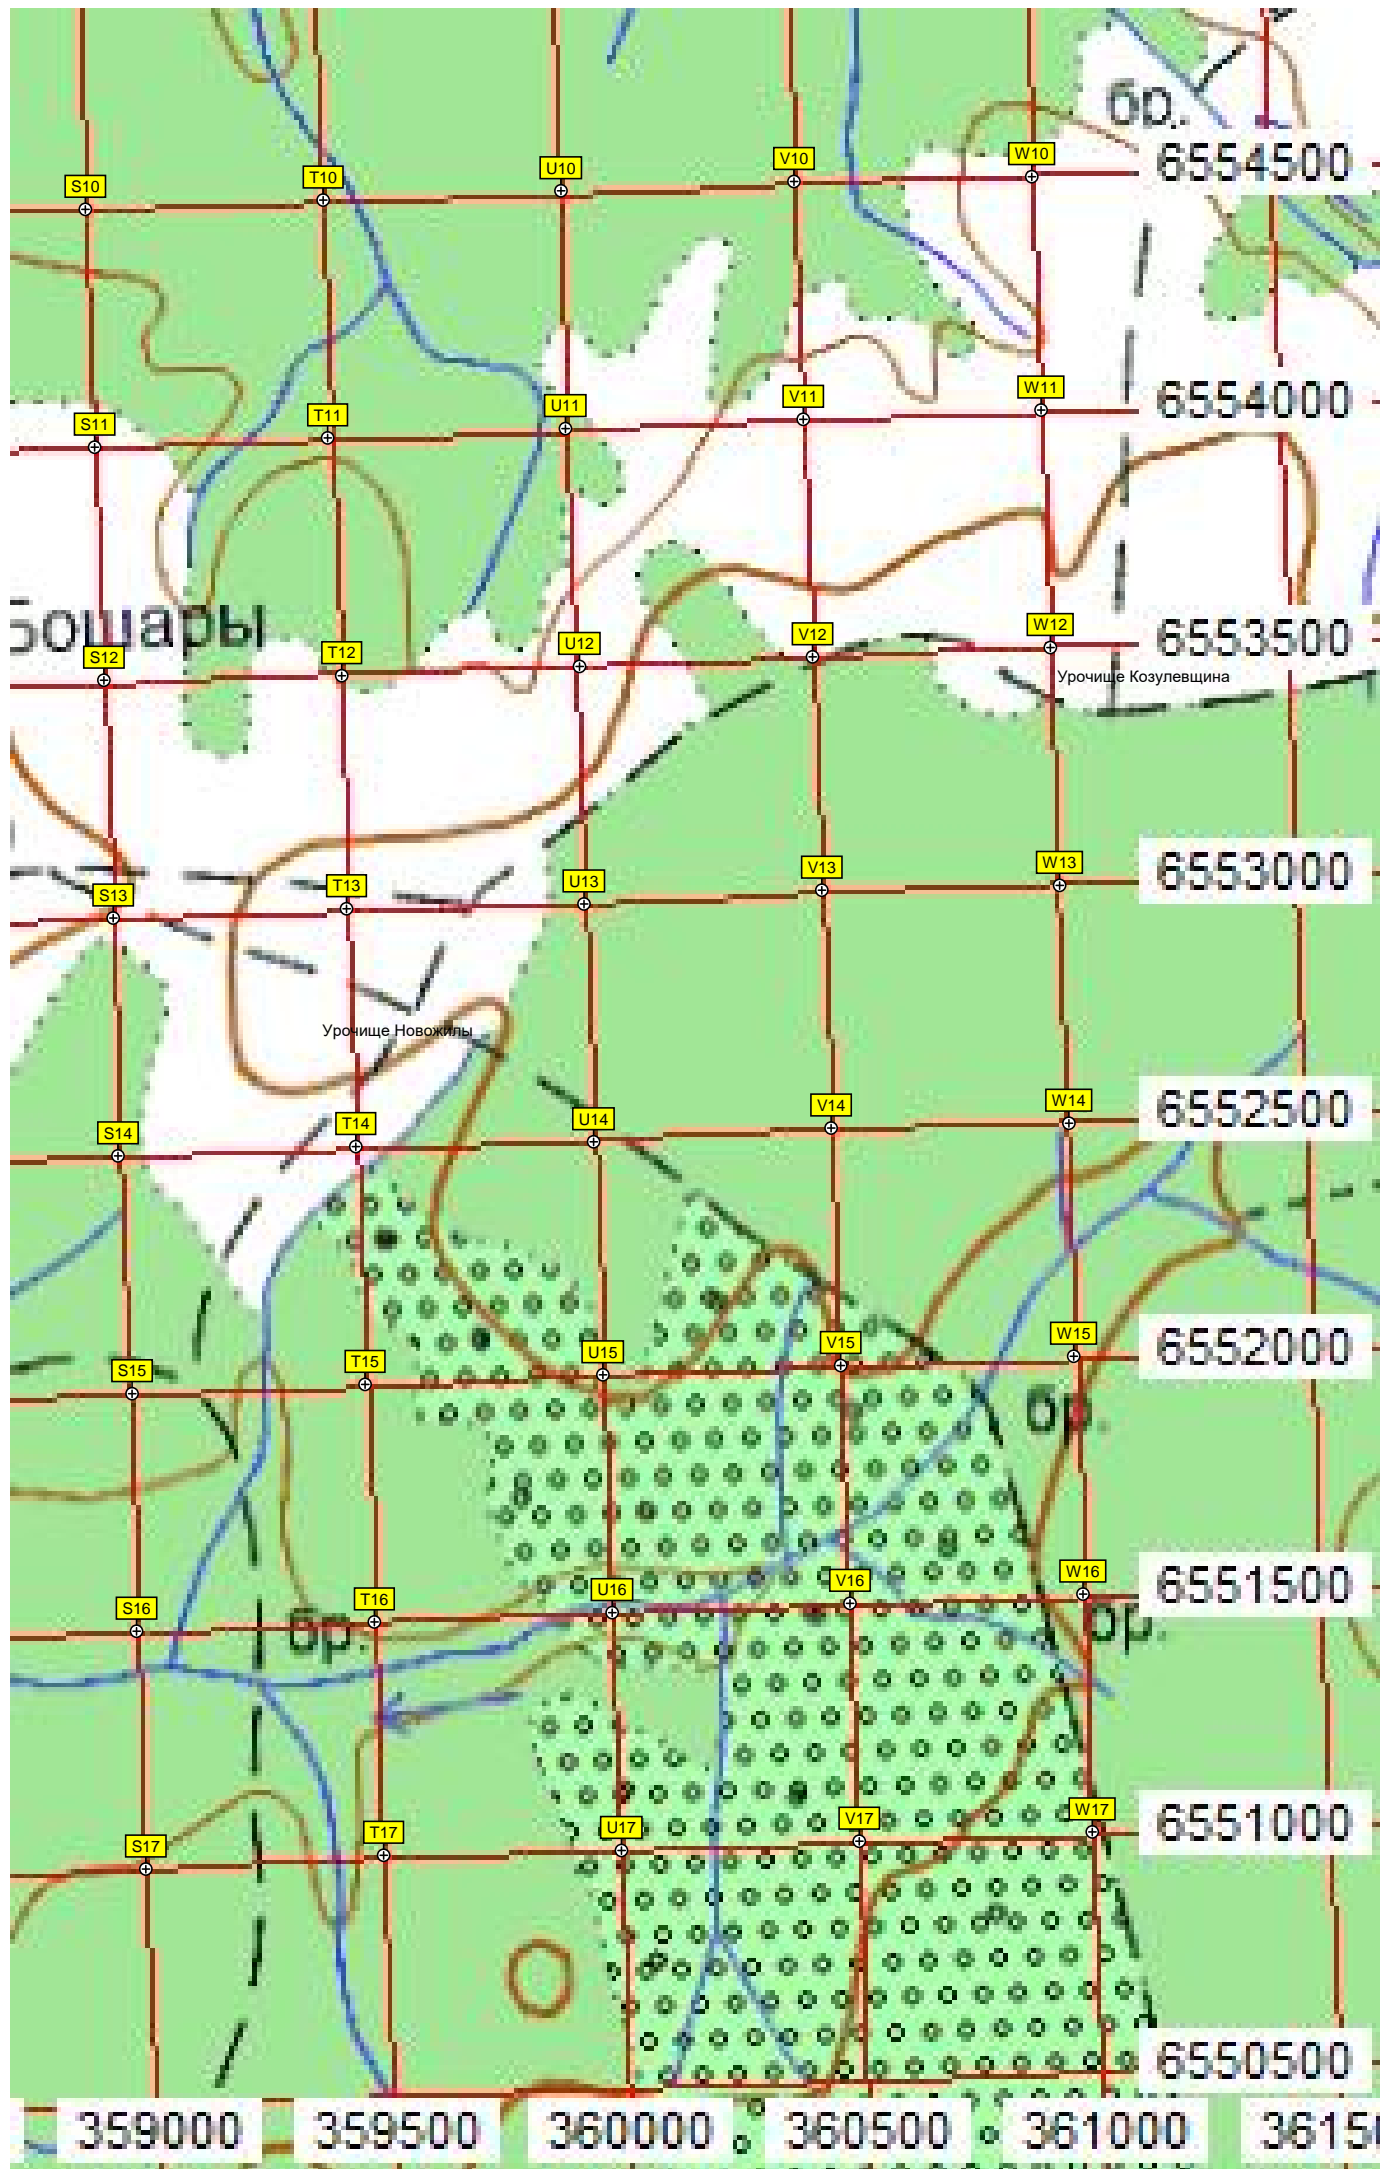 бр.
6554500
S10 T10 U10 V10 W10
6554000
S11 T11 U11 V11 W11
Бошары
6553500
S12 T12 U12 V12 W12
Урочище Козулевщина
6553000
S13 T13 U13 V13 W13
Урочище Новожилы
6552500
S14 T14 U14 V14 W14
6552000
S15 T15 U15 V15 W15
бр.
6551500
S16 T16 U16 V16 W16
бр.
бр.
6551000
S17 T17 U17 V17 W17
6550500
359000 359500 360000 360500 361000